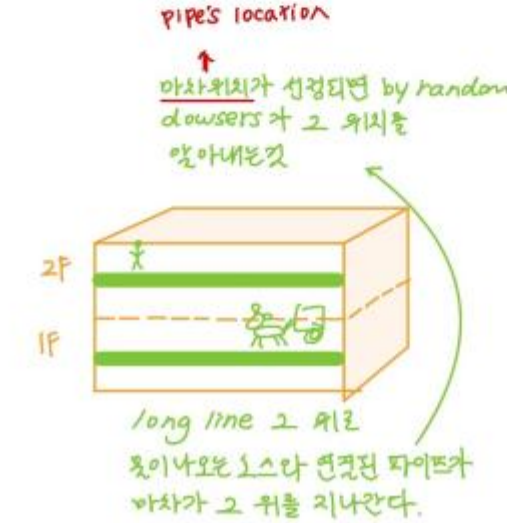 pipe's location
마차위치가 선정되면 by random
dowsers가 그 위치를
알아내는것
2F
1F
long line 그 위로
물이나오는 호스와 연결된 파이프가
마차가 그 위를 지나간다.